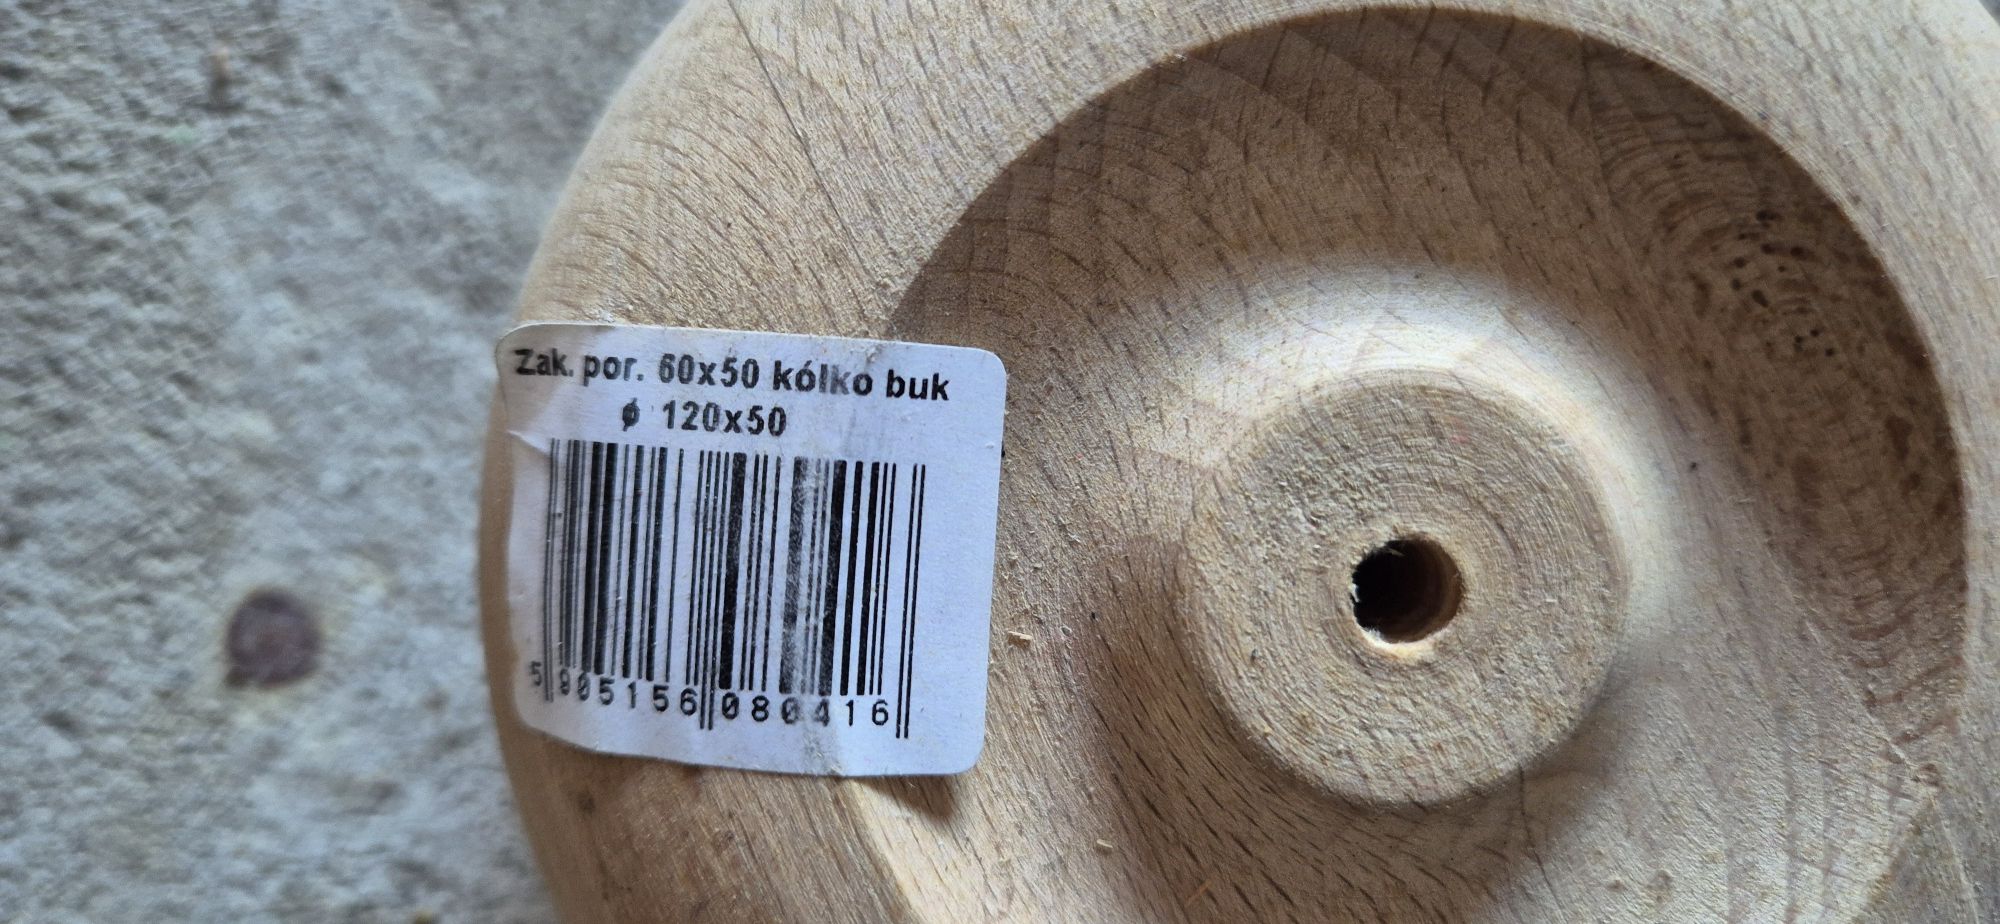 Zak. por. 60x50 kółko buk
ϕ 120x50
5 905156 080416